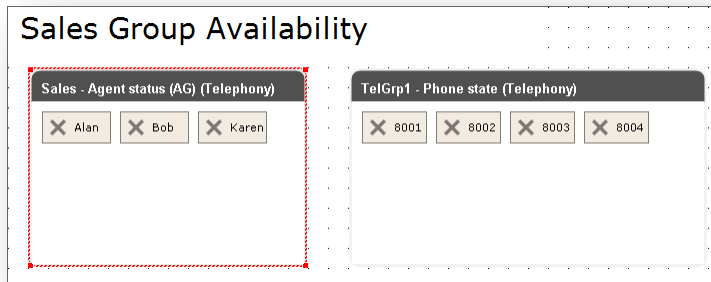 Sales Group Availability
Sales - Agent status (AG) (Telephony)
Alan Bob Karen
TelGrp1 - Phone state (Telephony)
8001 8002 8003 8004